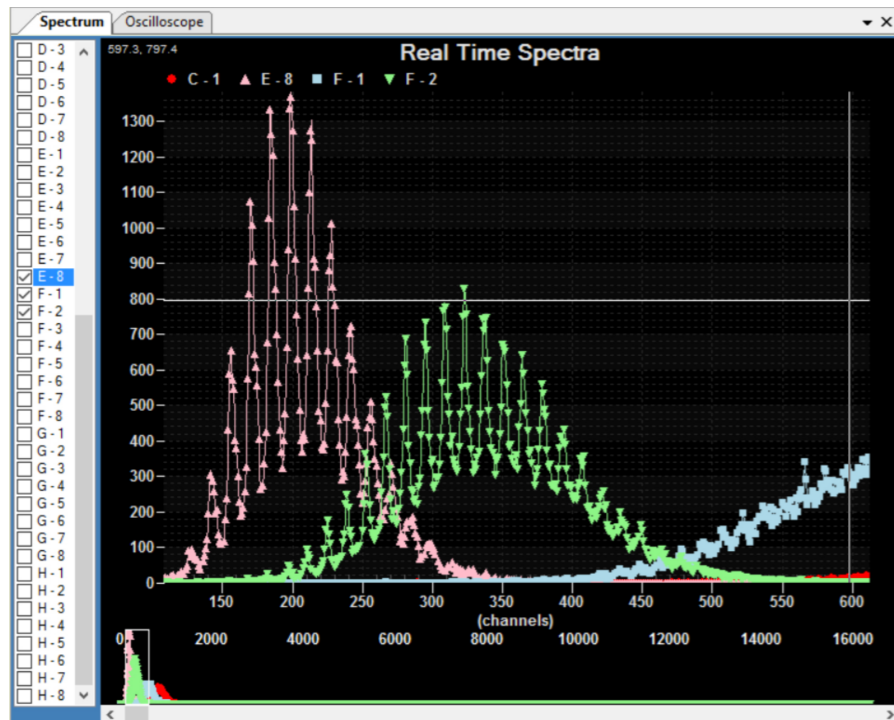 Spectrum Oscilloscope
597.3, 797.4
Real Time Spectra
C - 1 E - 8 F - 1 F - 2
D - 3
D - 4
D - 5
D - 6
D - 7
D - 8
E - 1
E - 2
E - 3
E - 4
E - 5
E - 6
E - 7
E - 8
F - 1
F - 2
F - 3
F - 4
F - 5
F - 6
F - 7
F - 8
G - 1
G - 2
G - 3
G - 4
G - 5
G - 6
G - 7
G - 8
H - 1
H - 2
H - 3
H - 4
H - 5
H - 6
H - 7
H - 8
1300
1200
1100
1000
900
800
700
600
500
400
300
200
100
0
150 200 250 300 350 400 450 500 550 600
(channels)
0 2000 4000 6000 8000 10000 12000 14000 16000